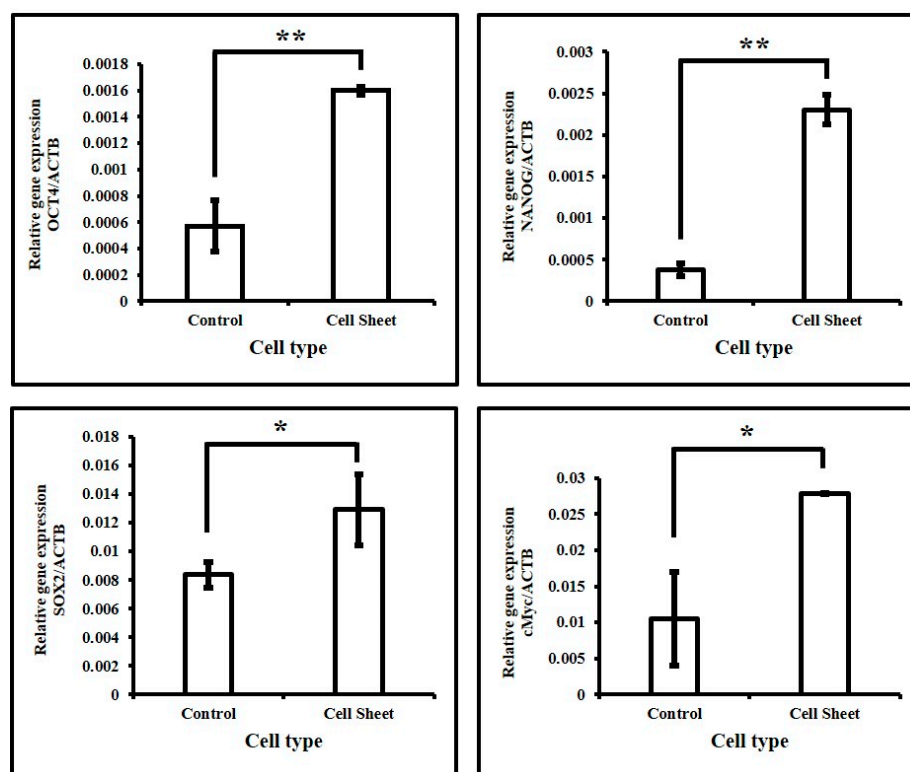 **
Relative gene expression
OCT4/ACTB
0.0018
0.0016
0.0014
0.0012
0.001
0.0008
0.0006
0.0004
0.0002
0
Control
Cell Sheet
Cell type
**
Relative gene expression
NANOG/ACTB
0.003
0.0025
0.002
0.0015
0.001
0.0005
0
Control
Cell Sheet
Cell type
*
Relative gene expression
SOX2/ACTB
0.018
0.016
0.014
0.012
0.01
0.008
0.006
0.004
0.002
0
Control
Cell Sheet
Cell type
*
Relative gene expression
cMyc/ACTB
0.03
0.025
0.02
0.015
0.01
0.005
0
Control
Cell Sheet
Cell type